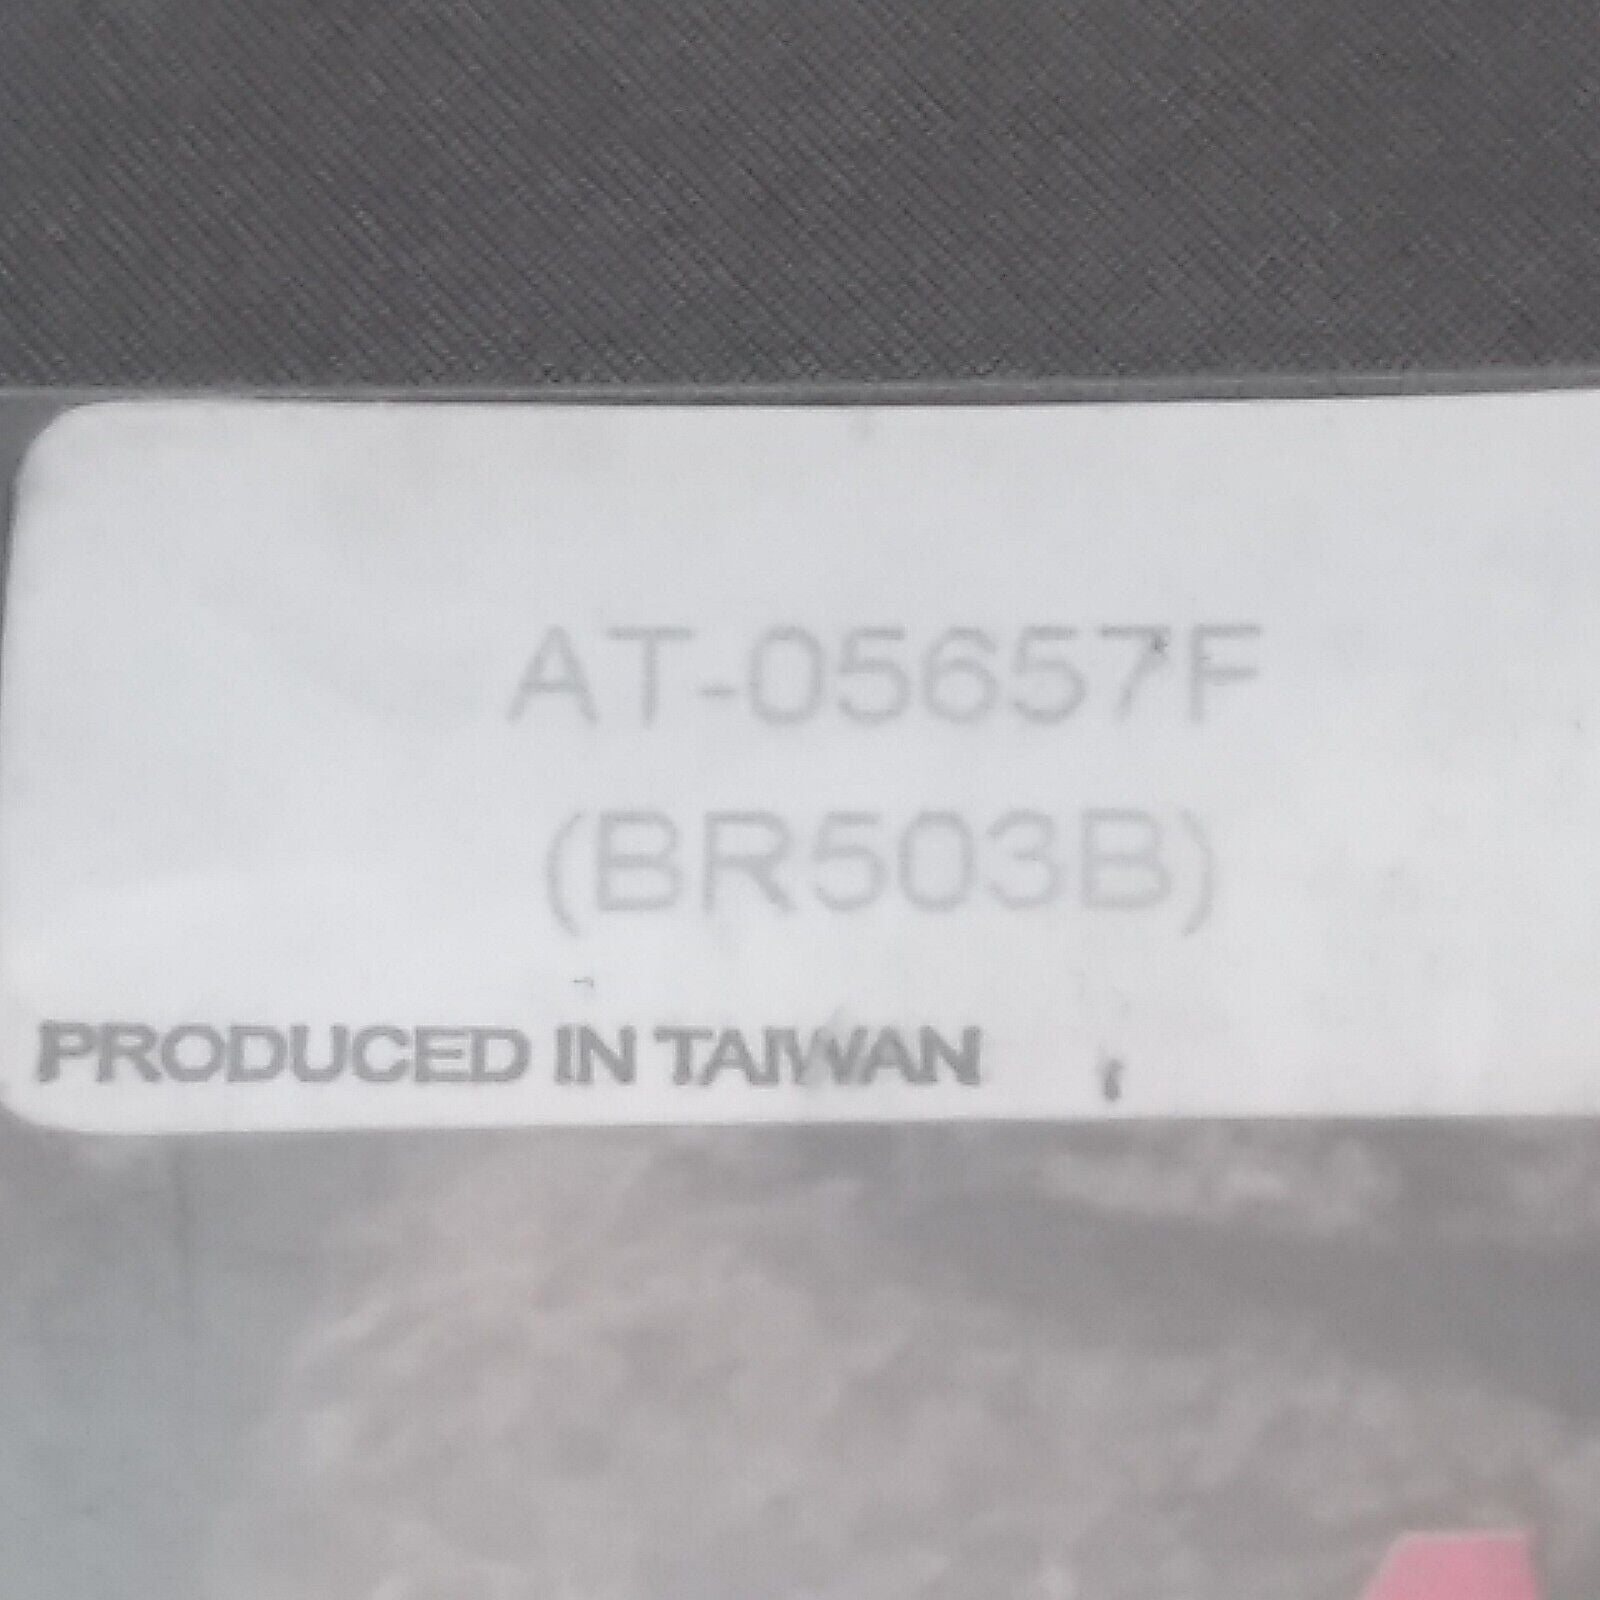 AT-05657F
(BR503B)
PRODUCED IN TAIWAN